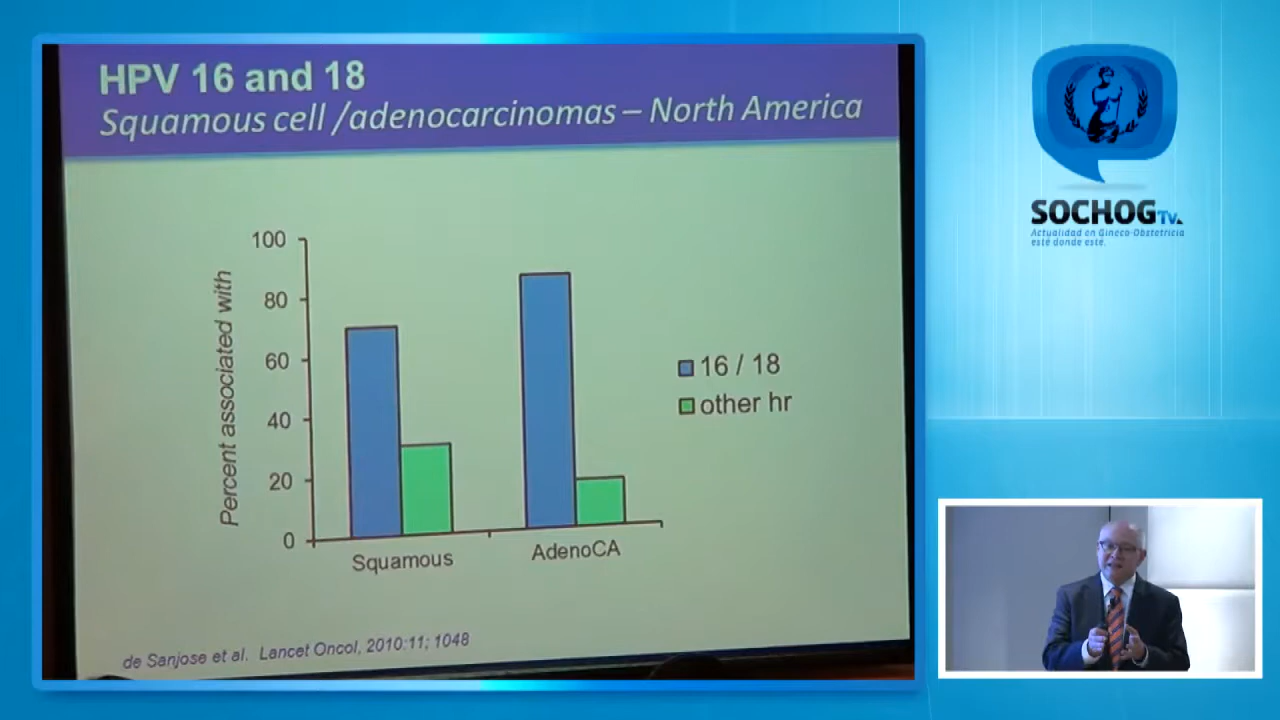 HPV 16 and 18
Squamous cell /adenocarcinomas – North America
Percent associated with
100
80
60
40
20
0
Squamous
AdenoCA
16 / 18
other hr
de Sanjose et al. Lancet Oncol, 2010:11; 1048
SOCHOG Tv.
Actualidad en Gineco-Obstetricia
esté donde esté.